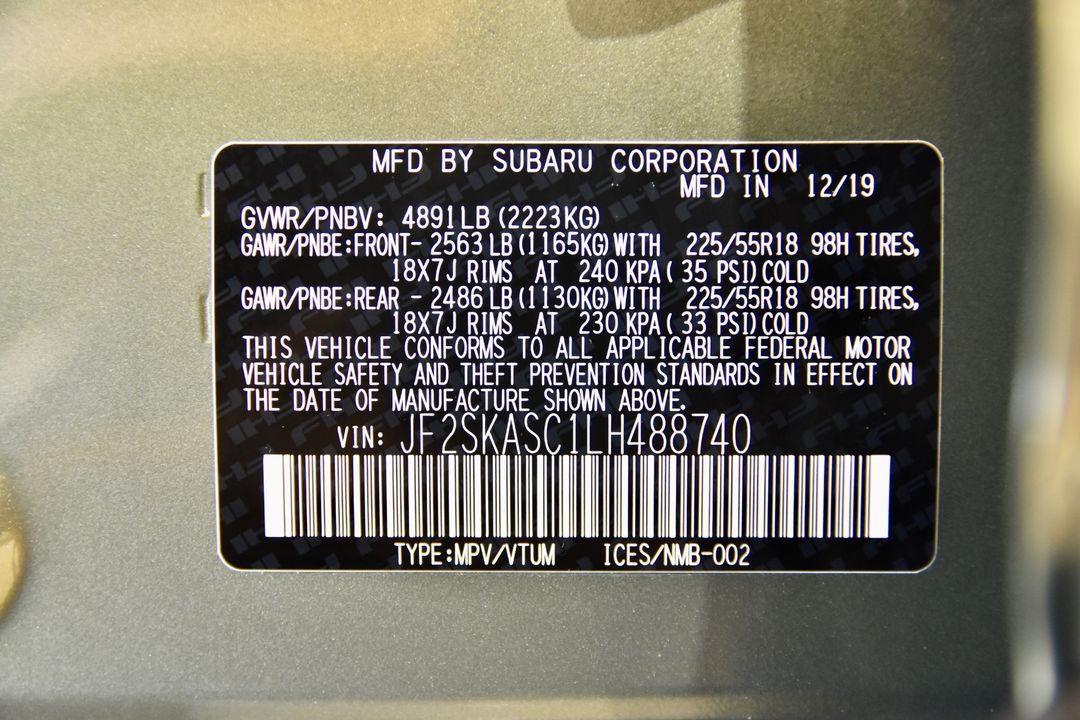 MFD BY SUBARU CORPORATION
MFD IN 12/19
GVWR/PNBV: 4891LB (2223KG)
GAWR/PNBE:FRONT- 2563 LB (1165KG) WITH 225/55R18 98H TIRES,
18X7J RIMS AT 240 KPA ( 35 PSI) COLD
GAWR/PNBE:REAR - 2486 LB (1130KG) WITH 225/55R18 98H TIRES,
18X7J RIMS AT 230 KPA ( 33 PSI) COLD
THIS VEHICLE CONFORMS TO ALL APPLICABLE FEDERAL MOTOR
VEHICLE SAFETY AND THEFT PREVENTION STANDARDS IN EFFECT ON
THE DATE OF MANUFACTURE SHOWN ABOVE.
VIN: JF2SKASC1LH488740
TYPE:MPV/VTUM ICES/NMB-002